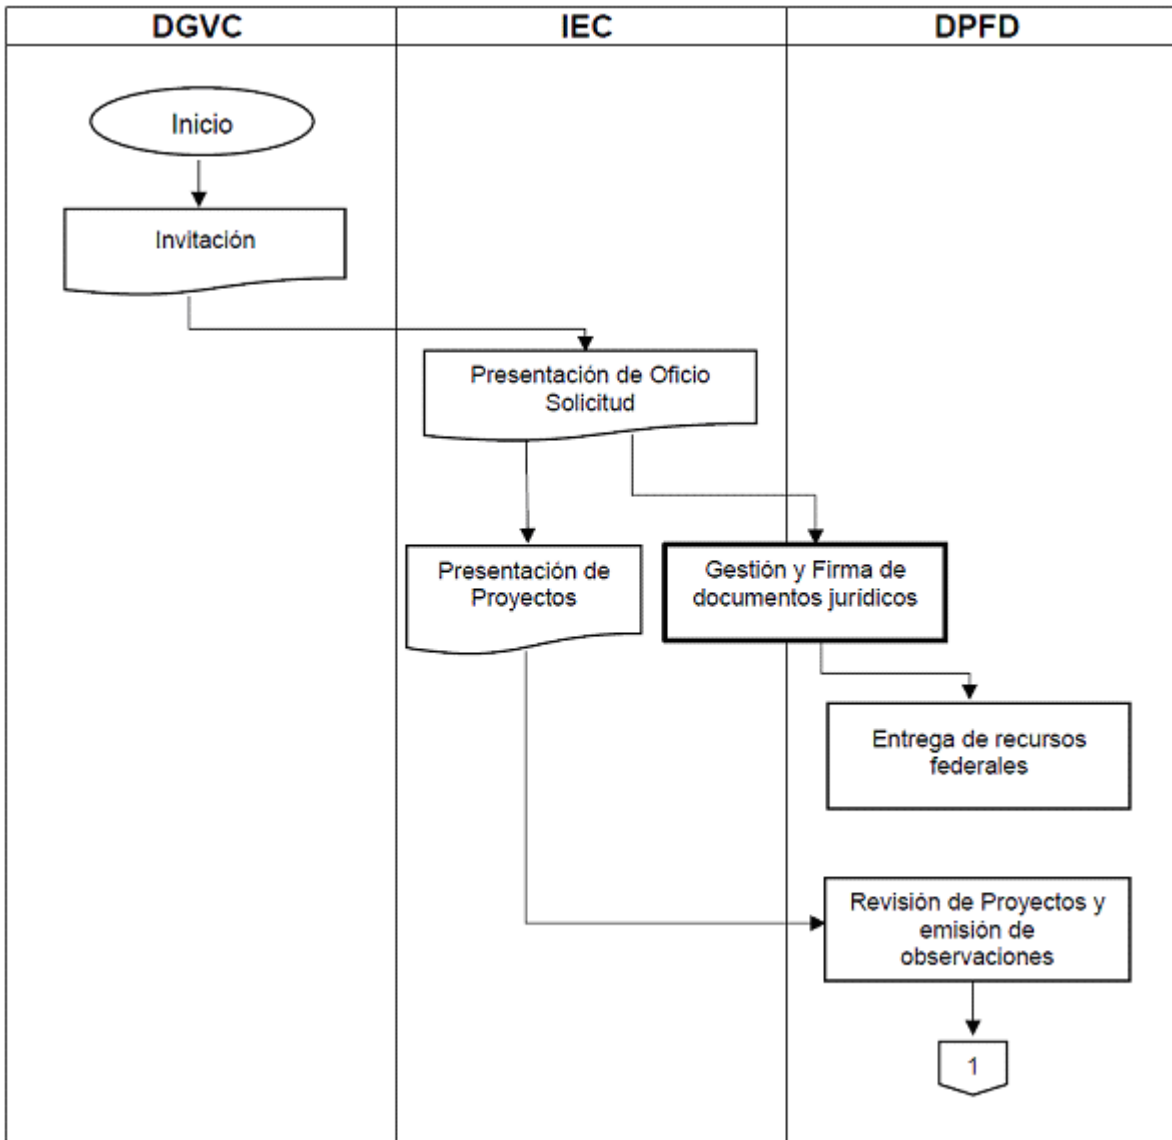 DGVC
IEC
DPFD
Inicio
Invitación
Presentación de Oficio
Solicitud
Presentación de
Proyectos
Gestión y Firma de
documentos jurídicos
Entrega de recursos
federales
Revisión de Proyectos y
emisión de
observaciones
1